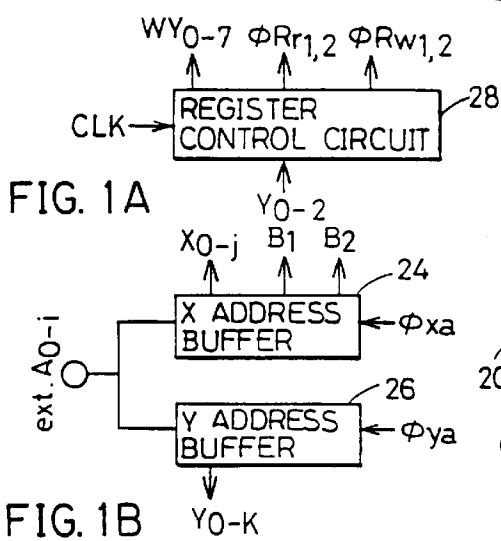 WY0-7 ΦRr1,2 ΦRw1,2
28
CLK
REGISTER
CONTROL CIRCUIT
FIG. 1A
Y0-2
X0-j B1 B2
24
X ADDRESS
BUFFER
Φxa
ext. A0-i
26
20
Y ADDRESS
BUFFER
Φya
FIG. 1B
Y0-K